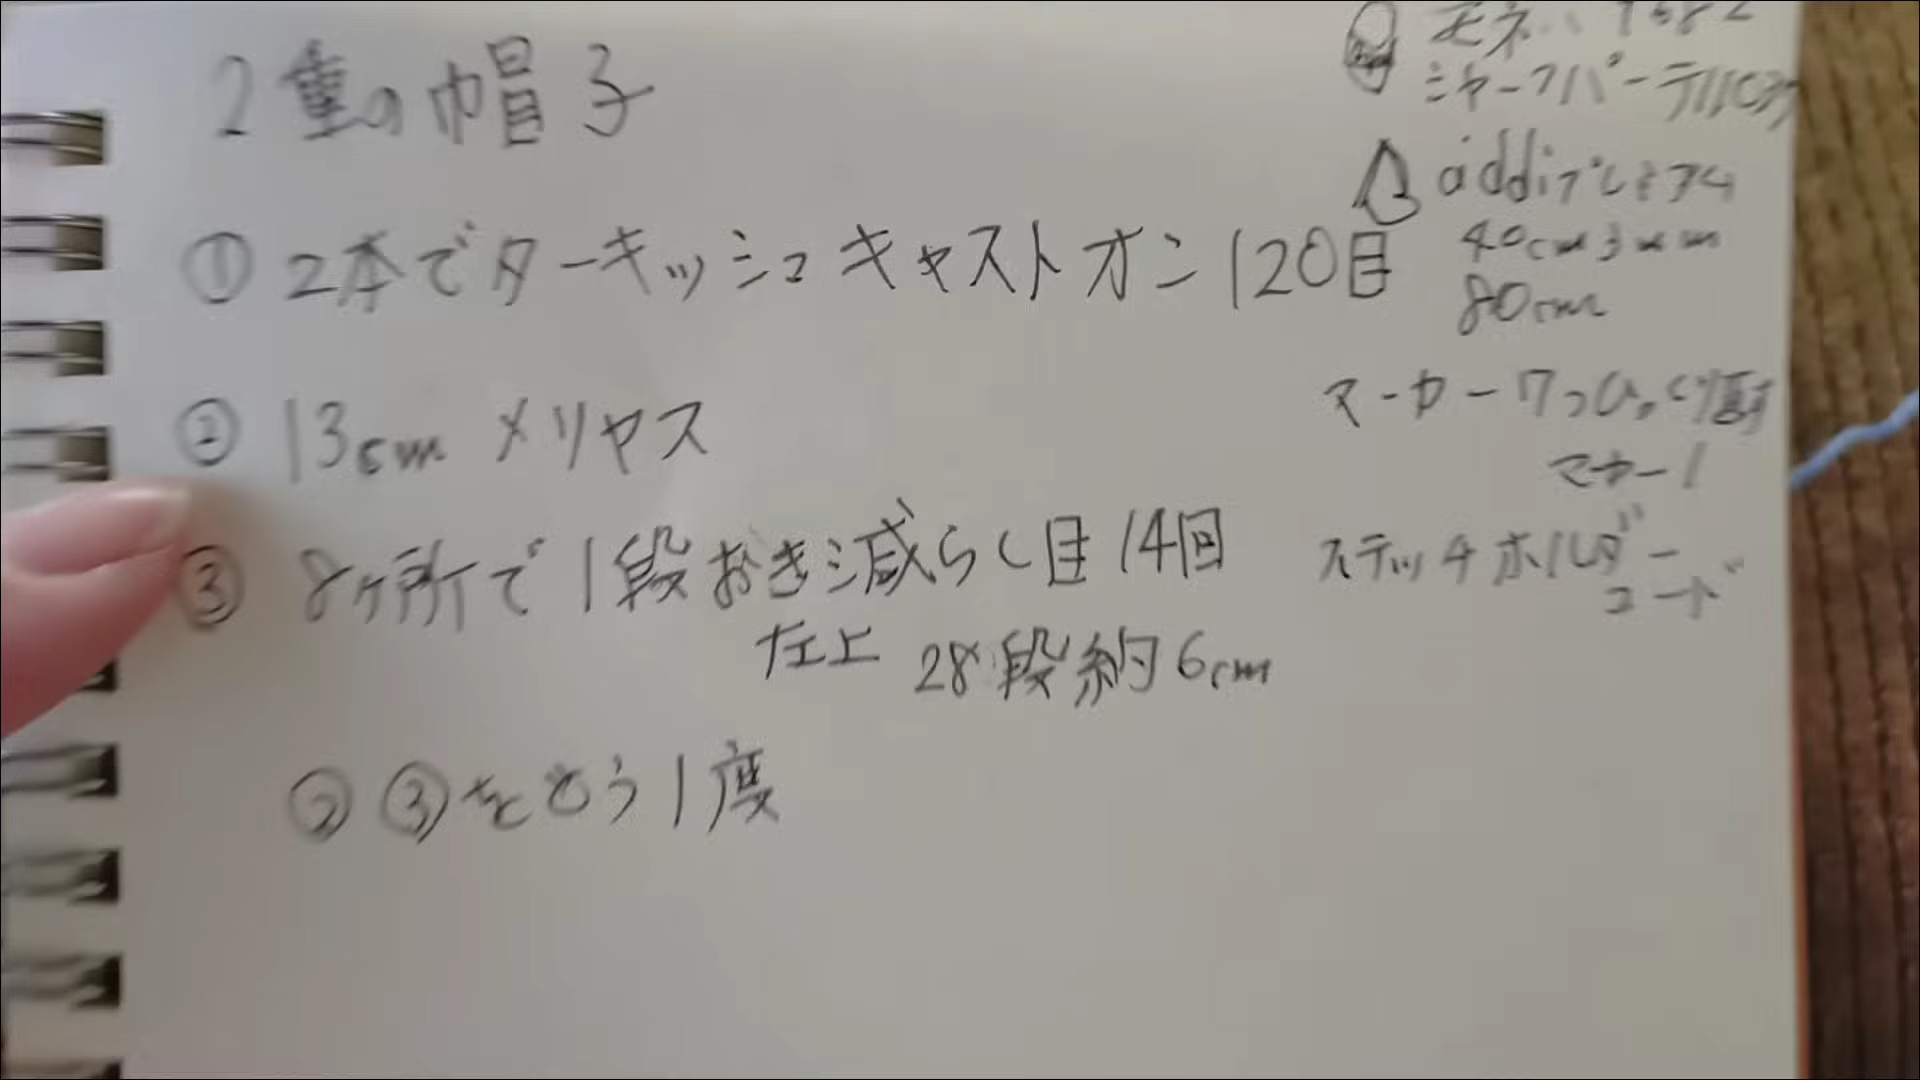 2重の帽子
モネ
シャークパーテル
addiプレミアム
40cm 3mm
80cm
① 2本でターキッシュキャストオン120目
② 13cm メリヤス
マーカー7つ
マーカー1
③ 8ヶ所で1段おき減らし目14回
左上 28段約6cm
ステッチホルダー
コード
② ③をもう1度